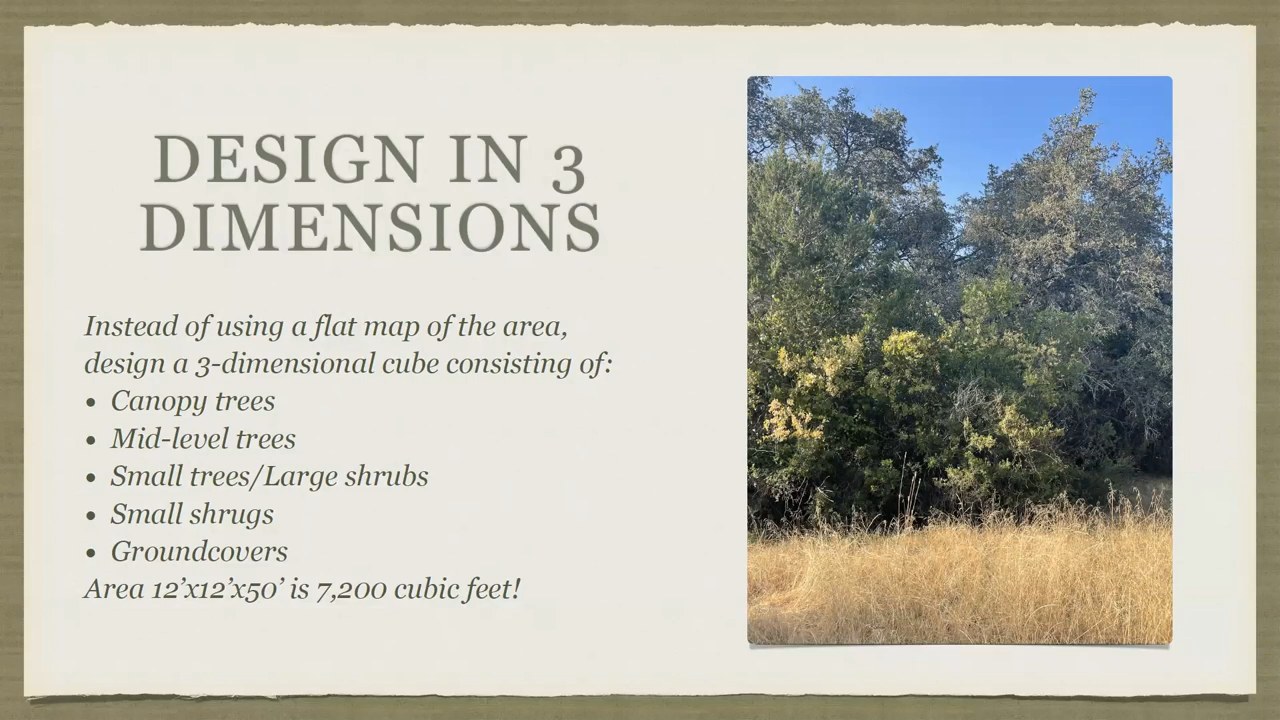 DESIGN IN 3
DIMENSIONS
Instead of using a flat map of the area,
design a 3-dimensional cube consisting of:
• Canopy trees
• Mid-level trees
• Small trees/Large shrubs
• Small shrugs
• Groundcovers
Area 12’x12’x50’ is 7,200 cubic feet!